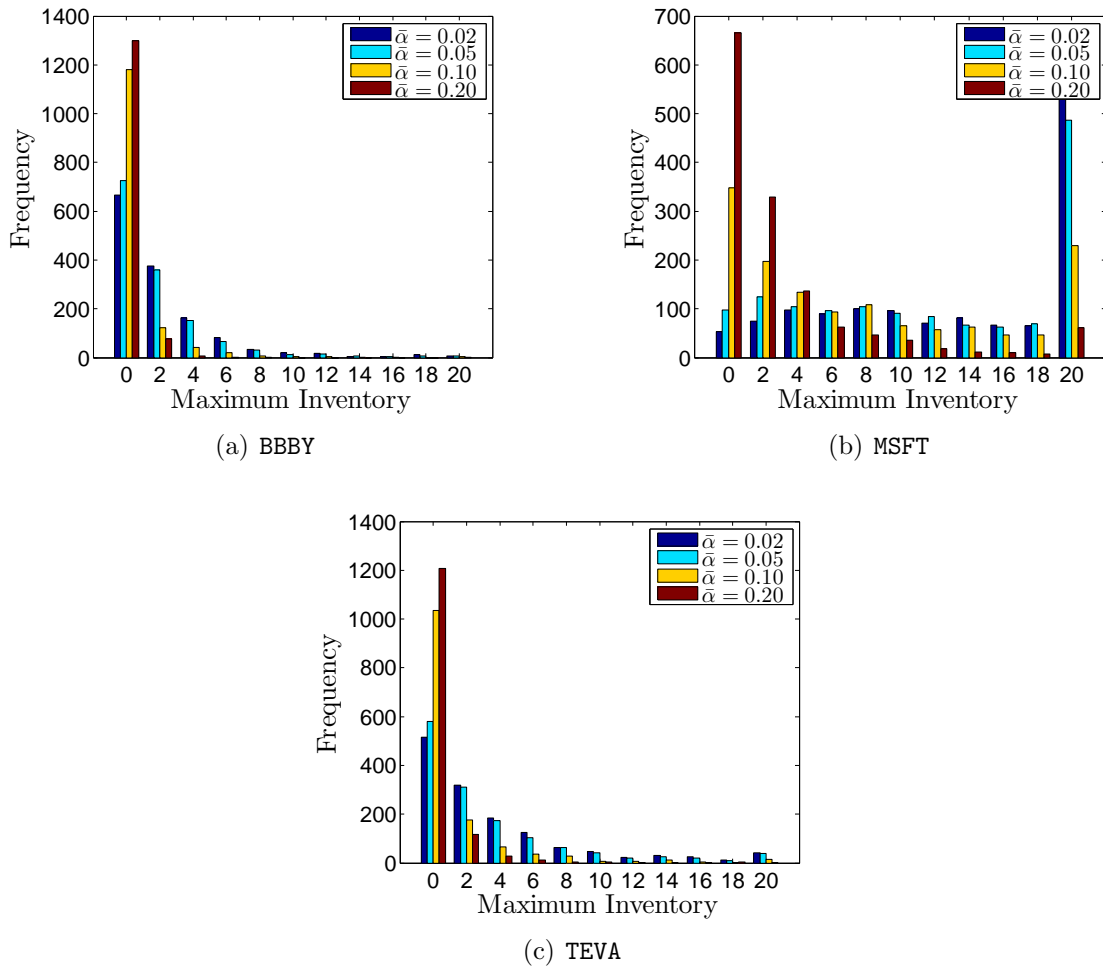 1400
1200
1000
800
600
400
200
0
Frequency
ᾱ = 0.02
ᾱ = 0.05
ᾱ = 0.10
ᾱ = 0.20
0 2 4 6 8 10 12 14 16 18 20
Maximum Inventory
(a) BBBY
700
600
500
400
300
200
100
0
Frequency
ᾱ = 0.02
ᾱ = 0.05
ᾱ = 0.10
ᾱ = 0.20
0 2 4 6 8 10 12 14 16 18 20
Maximum Inventory
(b) MSFT
1400
1200
1000
800
600
400
200
0
Frequency
ᾱ = 0.02
ᾱ = 0.05
ᾱ = 0.10
ᾱ = 0.20
0 2 4 6 8 10 12 14 16 18 20
Maximum Inventory
(c) TEVA